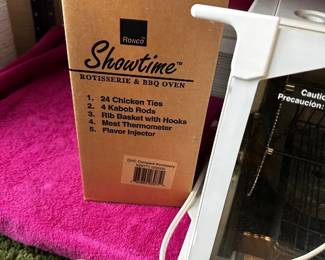 RONCO
Showtime™
ROTISSERIE & BBQ OVEN
1. 24 Chicken Ties
2. 4 Kabob Rods
3. Rib Basket with Hooks
4. Meat Thermometer
5. Flavor Injector
Cautio
Precaución: